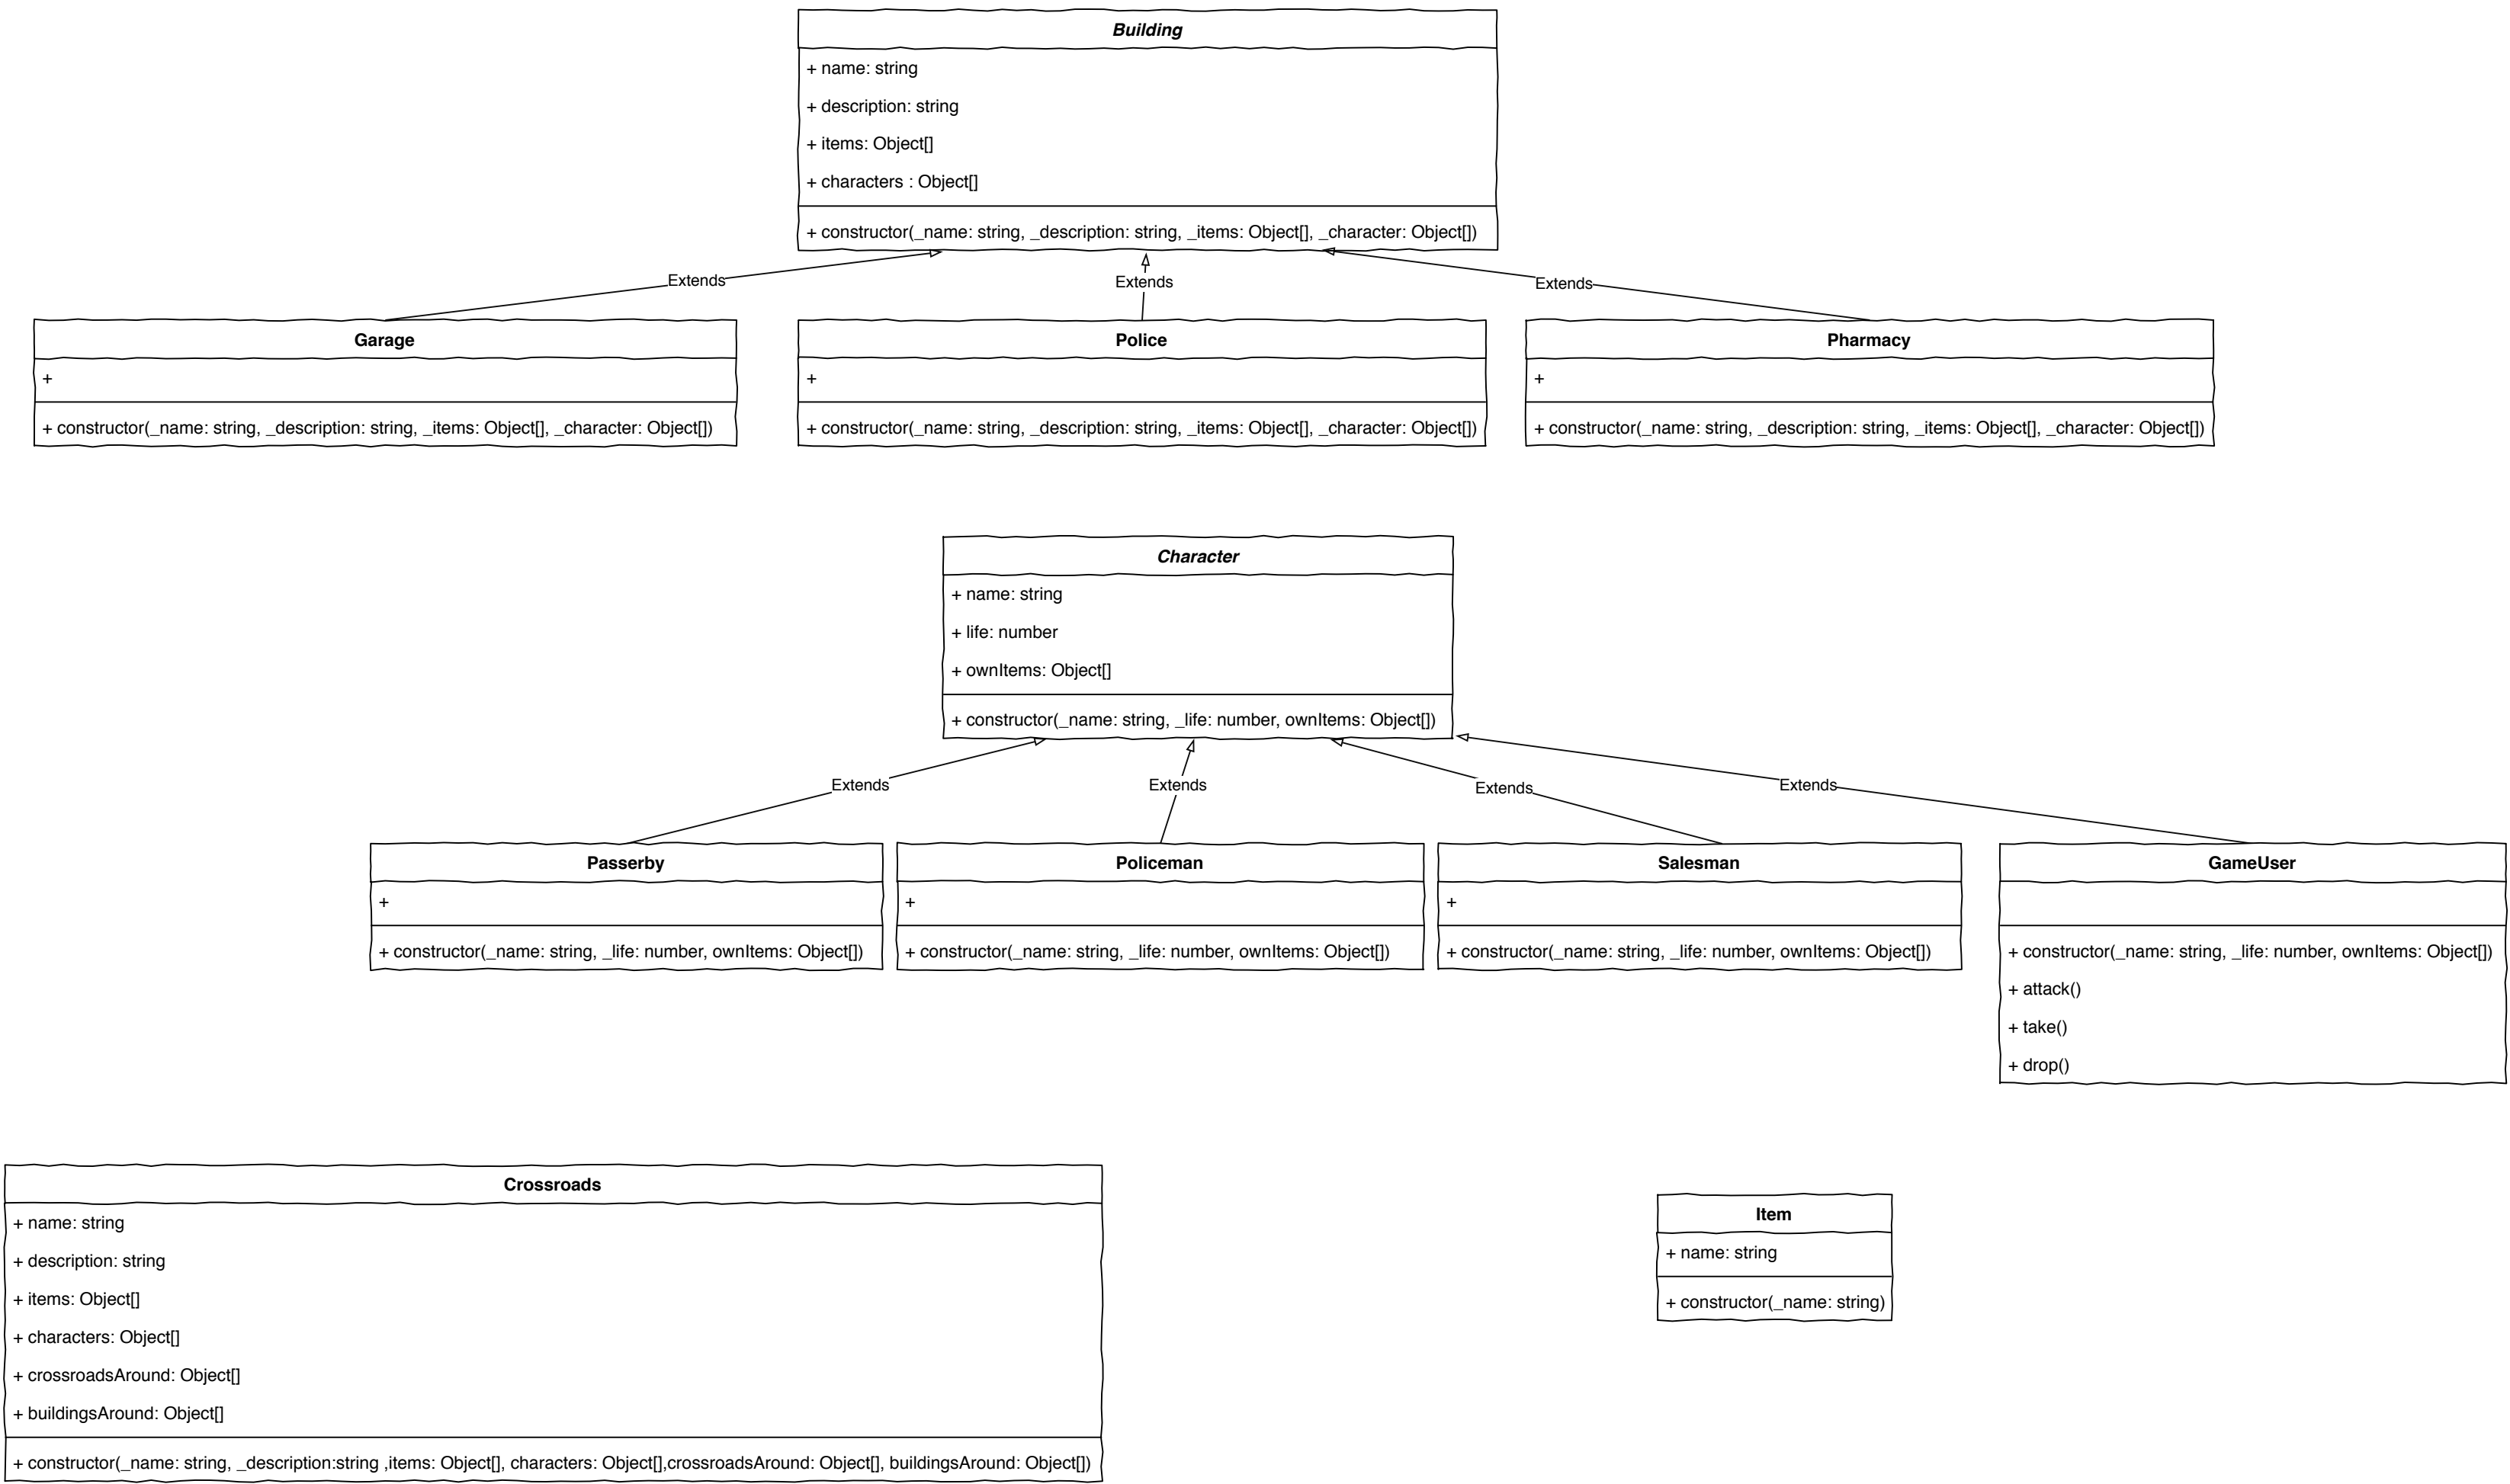 Building
+ name: string
+ description: string
+ items: Object[]
+ characters : Object[]
+ constructor(_name: string, _description: string, _items: Object[], _character: Object[])
Extends
Extends
Extends
Garage
+
+ constructor(_name: string, _description: string, _items: Object[], _character: Object[])
Police
+
+ constructor(_name: string, _description: string, _items: Object[], _character: Object[])
Pharmacy
+
+ constructor(_name: string, _description: string, _items: Object[], _character: Object[])
Character
+ name: string
+ life: number
+ ownItems: Object[]
+ constructor(_name: string, _life: number, ownItems: Object[])
Extends
Extends
Extends
Extends
Passerby
+
+ constructor(_name: string, _life: number, ownItems: Object[])
Policeman
+
+ constructor(_name: string, _life: number, ownItems: Object[])
Salesman
+
+ constructor(_name: string, _life: number, ownItems: Object[])
GameUser
+ constructor(_name: string, _life: number, ownItems: Object[])
+ attack()
+ take()
+ drop()
Crossroads
+ name: string
+ description: string
+ items: Object[]
+ characters: Object[]
+ crossroadsAround: Object[]
+ buildingsAround: Object[]
+ constructor(_name: string, _description:string ,items: Object[], characters: Object[],crossroadsAround: Object[], buildingsAround: Object[])
Item
+ name: string
+ constructor(_name: string)